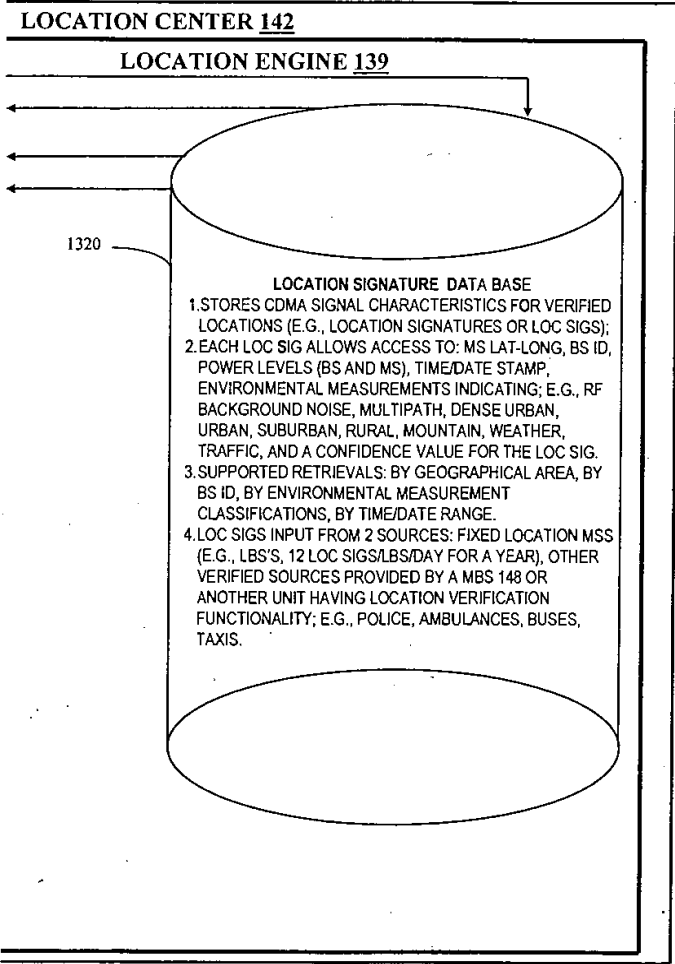 LOCATION CENTER 142
LOCATION ENGINE 139
1320
LOCATION SIGNATURE DATA BASE
1.STORES CDMA SIGNAL CHARACTERISTICS FOR VERIFIED
LOCATIONS (E.G., LOCATION SIGNATURES OR LOC SIGS);
2.EACH LOC SIG ALLOWS ACCESS TO: MS LAT-LONG, BS ID,
POWER LEVELS (BS AND MS), TIME/DATE STAMP,
ENVIRONMENTAL MEASUREMENTS INDICATING; E.G., RF
BACKGROUND NOISE, MULTIPATH, DENSE URBAN,
URBAN, SUBURBAN, RURAL, MOUNTAIN, WEATHER,
TRAFFIC, AND A CONFIDENCE VALUE FOR THE LOC SIG.
3.SUPPORTED RETRIEVALS: BY GEOGRAPHICAL AREA, BY
BS ID, BY ENVIRONMENTAL MEASUREMENT
CLASSIFICATIONS, BY TIME/DATE RANGE.
4.LOC SIGS INPUT FROM 2 SOURCES: FIXED LOCATION MSS
(E.G., LBS'S, 12 LOC SIGS/LBS/DAY FOR A YEAR), OTHER
VERIFIED SOURCES PROVIDED BY A MBS 148 OR
ANOTHER UNIT HAVING LOCATION VERIFICATION
FUNCTIONALITY; E.G., POLICE, AMBULANCES, BUSES,
TAXIS.